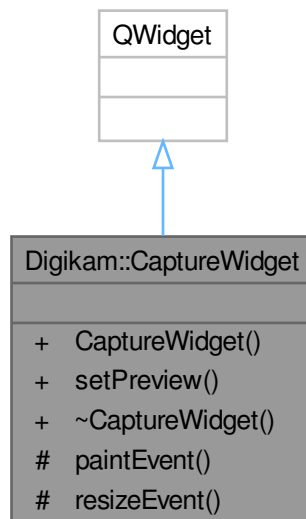 QWidget
Digikam::CaptureWidget
+ CaptureWidget()
+ setPreview()
+ ~CaptureWidget()
# paintEvent()
# resizeEvent()